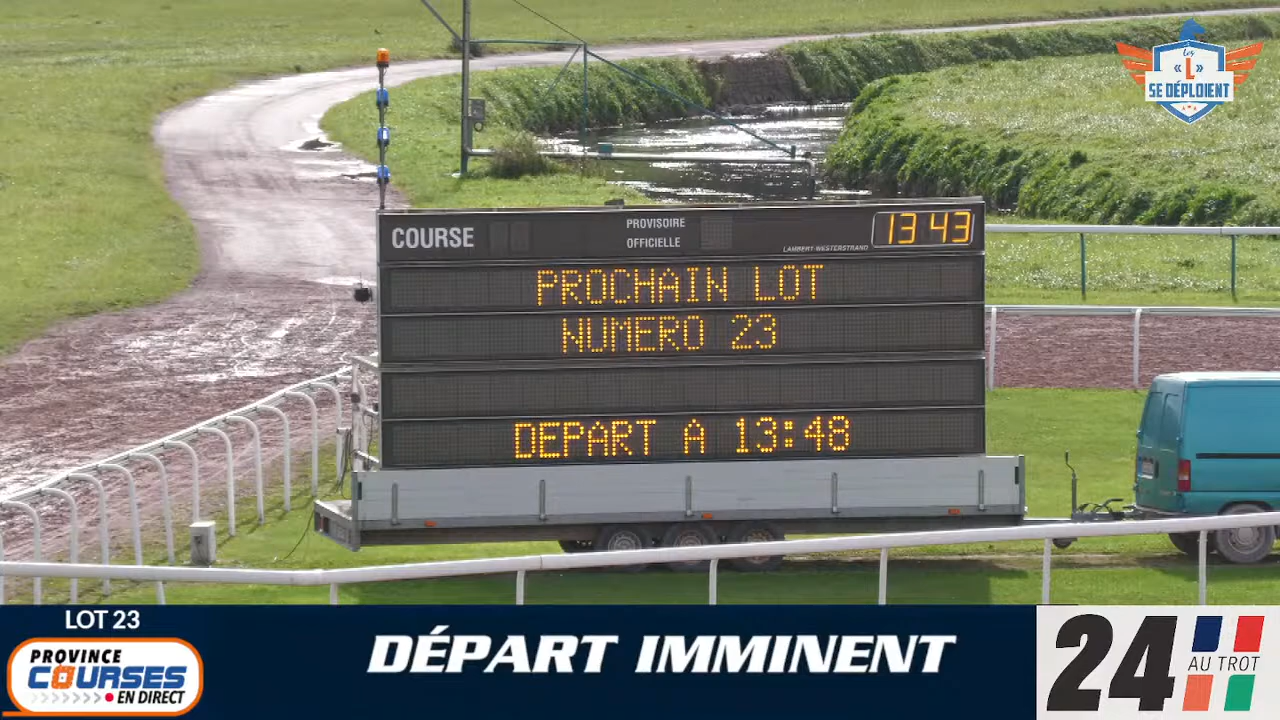 Les
« L »
SE DÉPLOIENT
COURSE
PROVISOIRE
OFFICIELLE
LAMBERT-WESTERSTRAND
13 43
PROCHAIN LOT
NUMERO 23
DEPART A 13:48
LOT 23
PROVINCE
COURSES
EN DIRECT
DÉPART IMMINENT
24
AU TROT